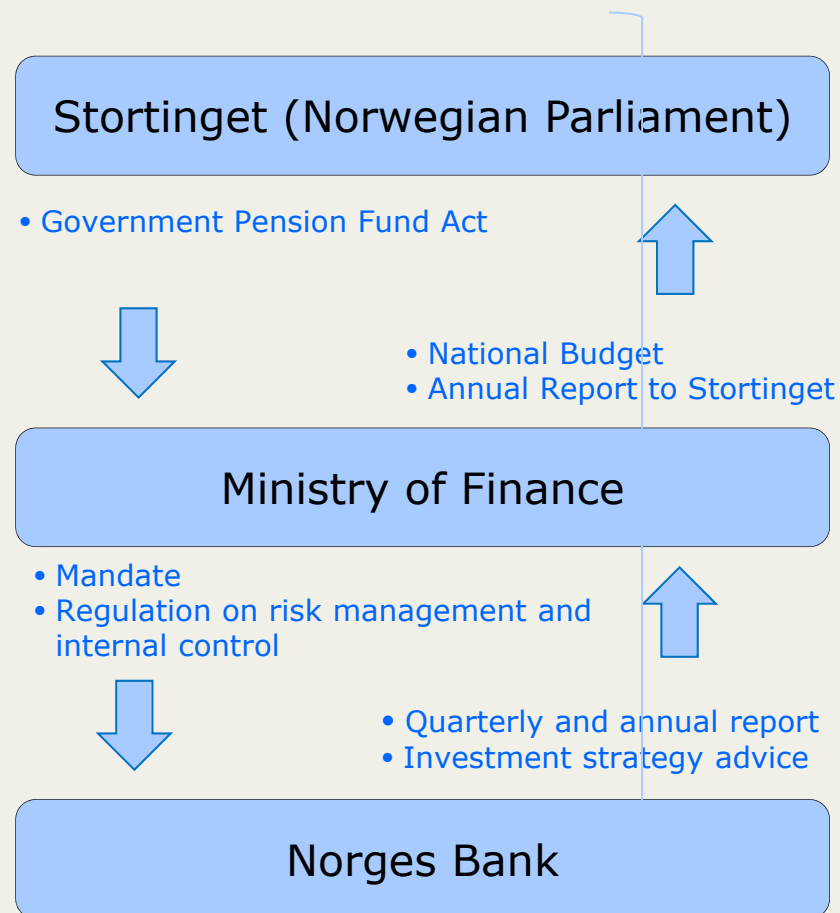 Stortinget (Norwegian Parliament)
• Government Pension Fund Act
• National Budget
• Annual Report to Stortinget
Ministry of Finance
• Mandate
• Regulation on risk management and
internal control
• Quarterly and annual report
• Investment strategy advice
Norges Bank